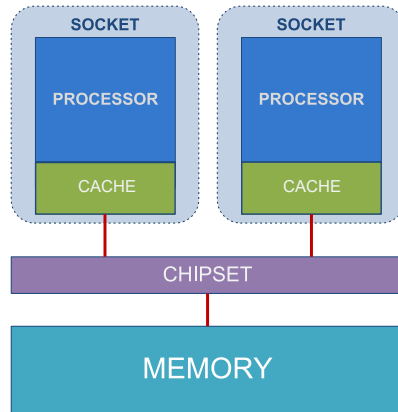 SOCKET
SOCKET
PROCESSOR
PROCESSOR
CACHE
CACHE
CHIPSET
MEMORY